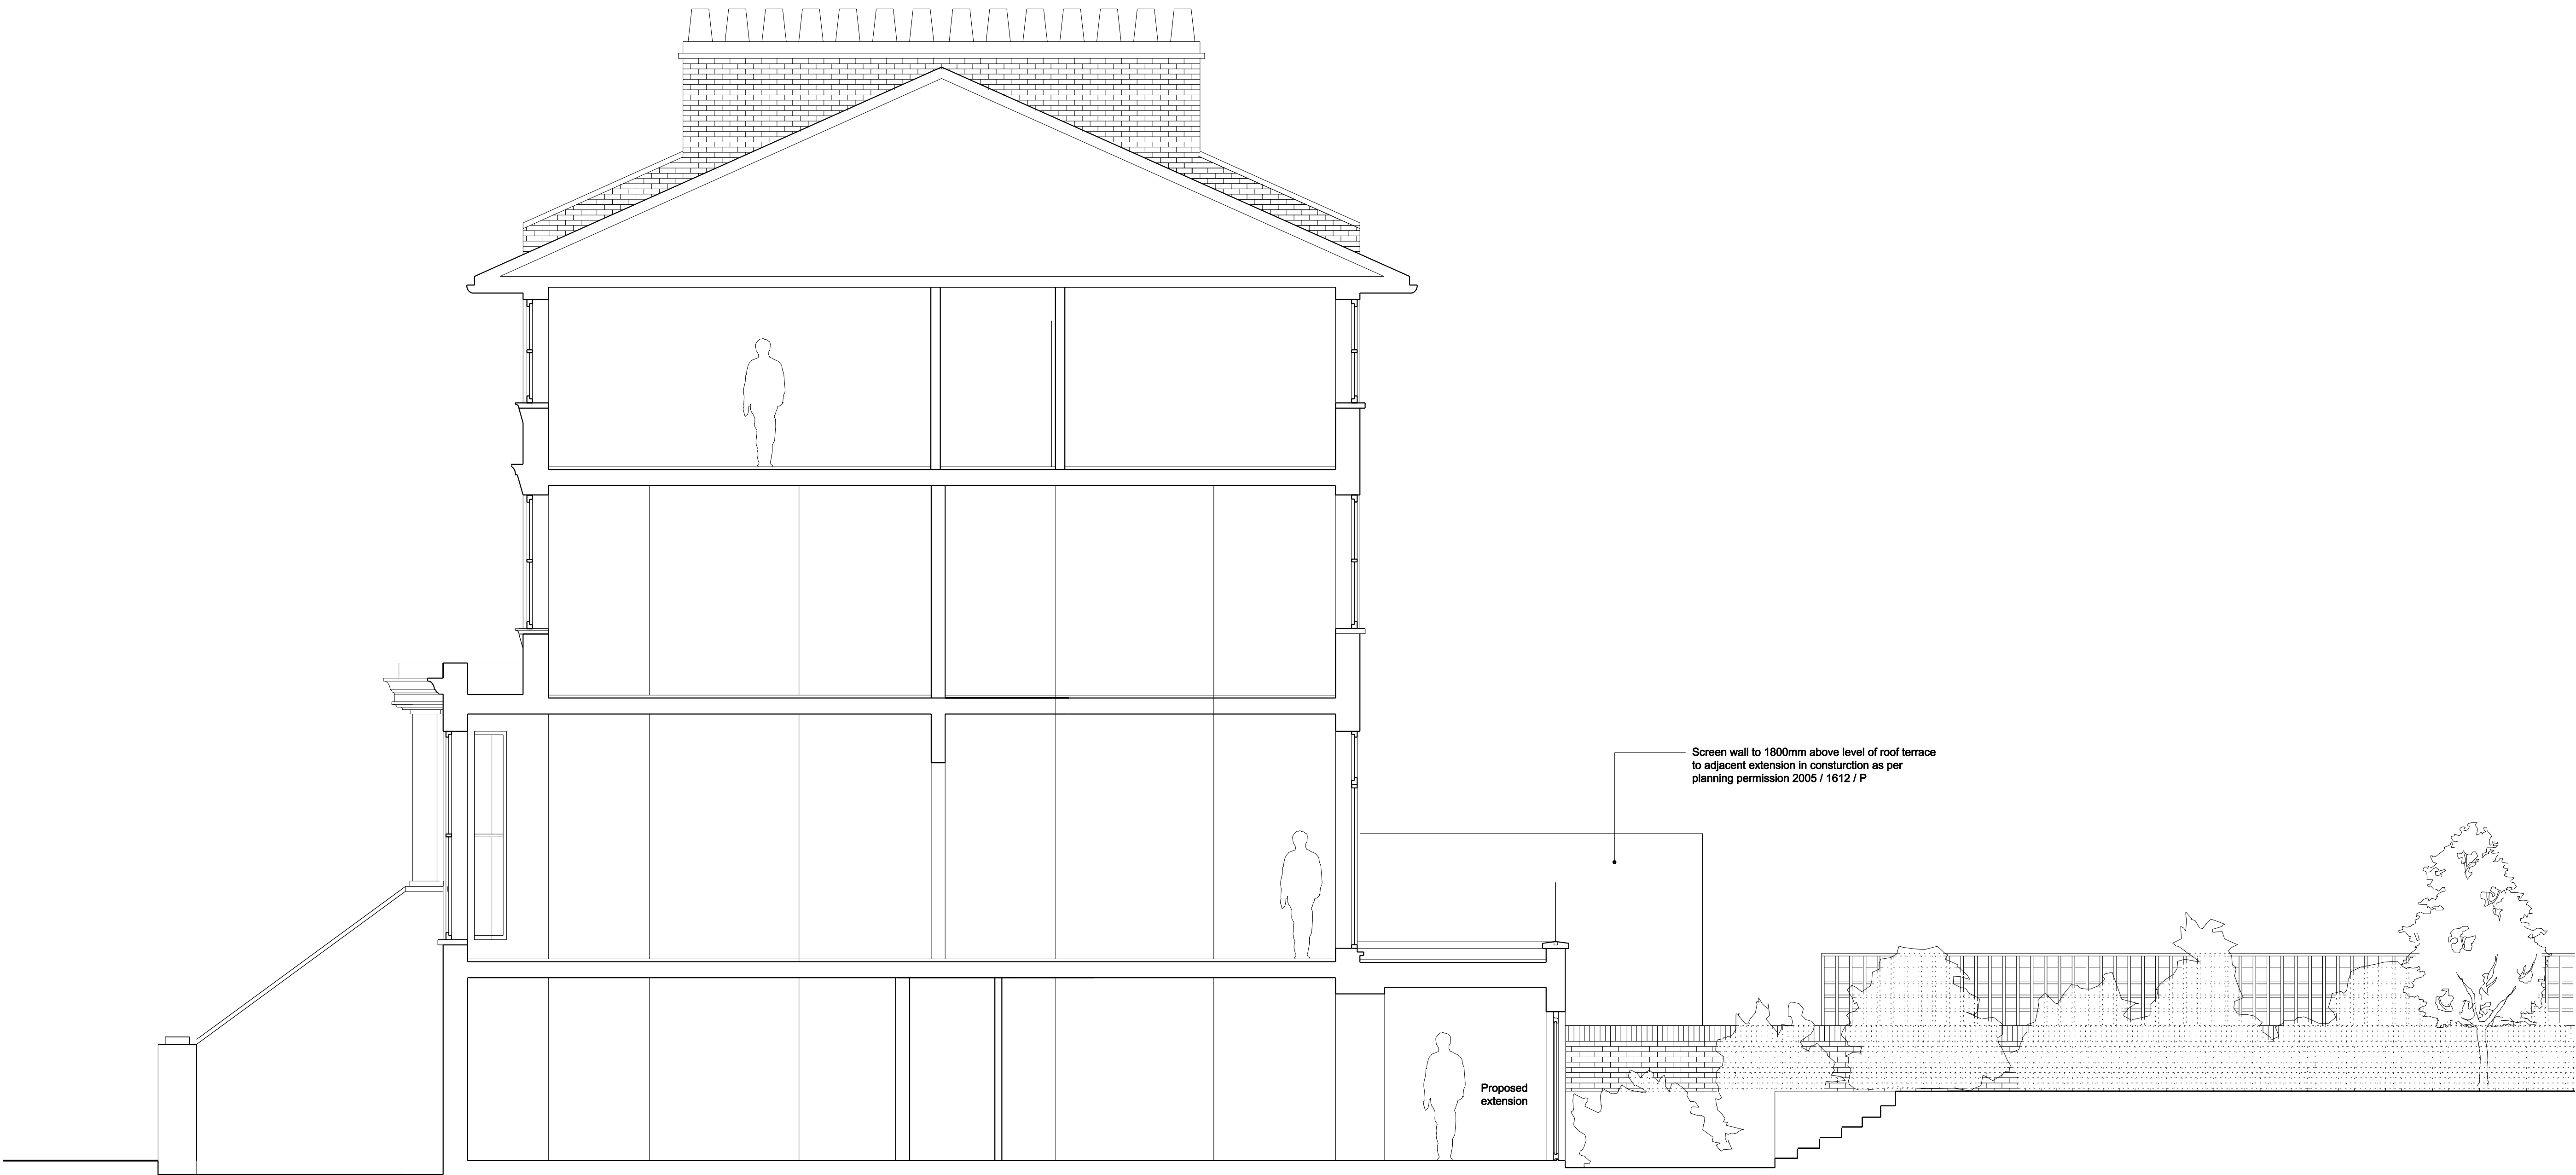 Screen wall to 1800mm above level of roof terrace
to adjacent extension in consturction as per
planning permission 2005 / 1612 / P
Proposed
extension